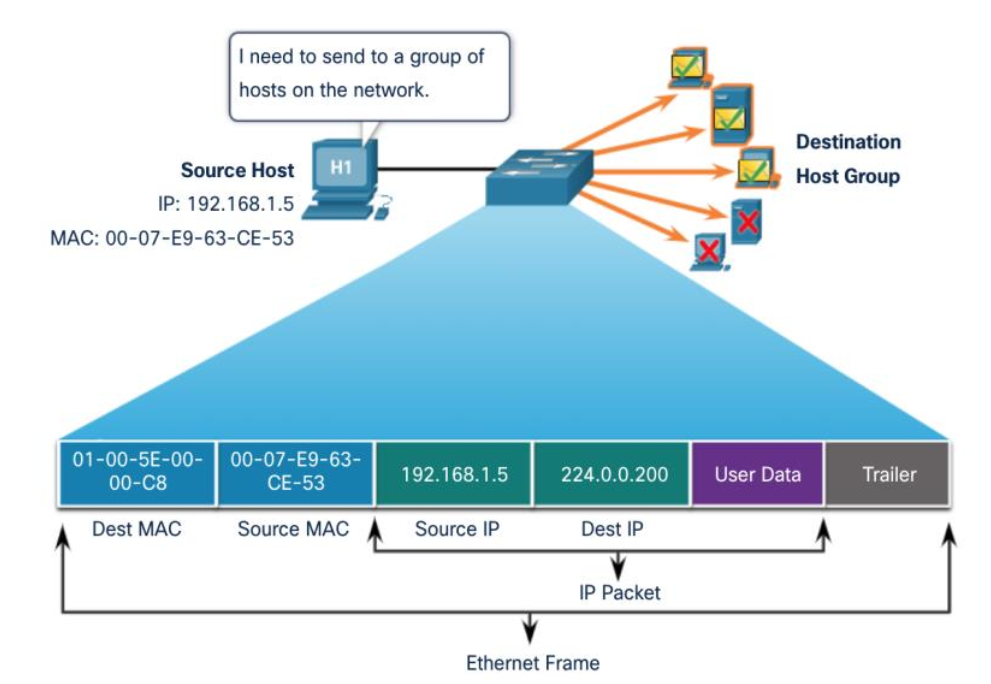 I need to send to a group of
hosts on the network.
H1
Source Host
IP: 192.168.1.5
MAC: 00-07-E9-63-CE-53
Destination
Host Group
01-00-5E-00-
00-C8
00-07-E9-63-
CE-53
192.168.1.5
224.0.0.200
User Data
Trailer
Dest MAC
Source MAC
Source IP
Dest IP
IP Packet
Ethernet Frame